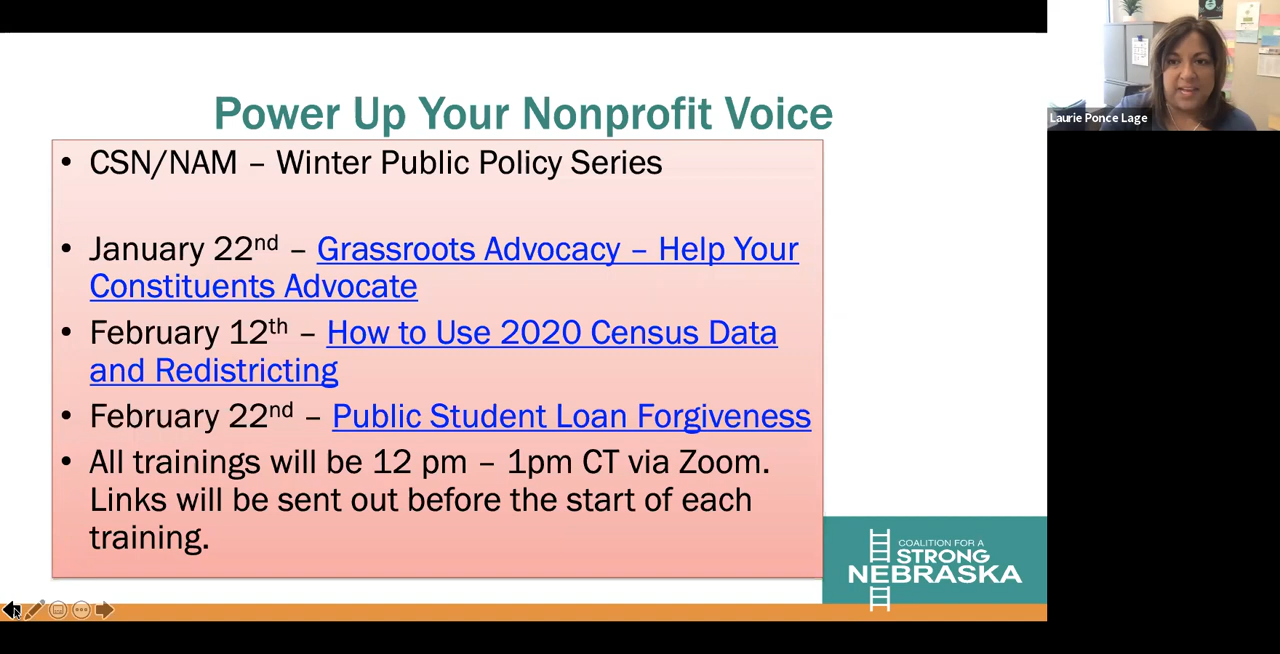 Power Up Your Nonprofit Voice
• CSN/NAM – Winter Public Policy Series
• January 22nd – Grassroots Advocacy – Help Your
Constituents Advocate
• February 12th – How to Use 2020 Census Data
and Redistricting
• February 22nd – Public Student Loan Forgiveness
• All trainings will be 12 pm – 1pm CT via Zoom.
Links will be sent out before the start of each
training.
COALITION FOR A
STRONG
NEBRASKA
Laurie Ponce Lage